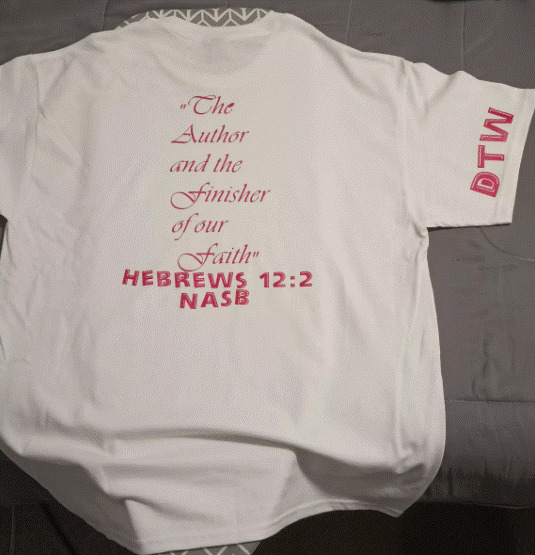 "The
Author
and the
Finisher
of our
Faith"
HEBREWS 12:2
NASB
DTW